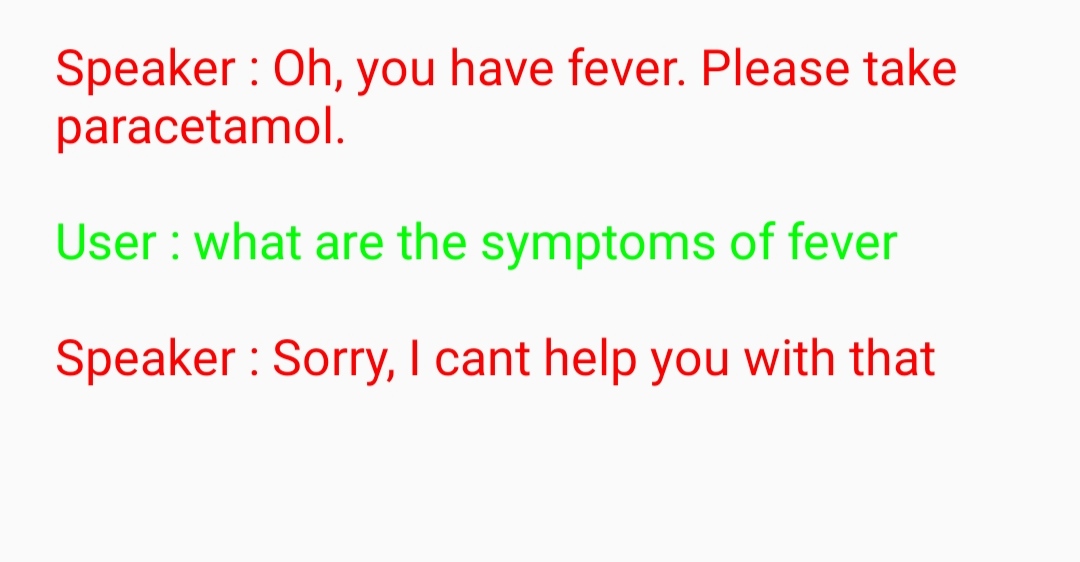 Speaker : Oh, you have fever. Please take
paracetamol.
User : what are the symptoms of fever
Speaker : Sorry, I cant help you with that